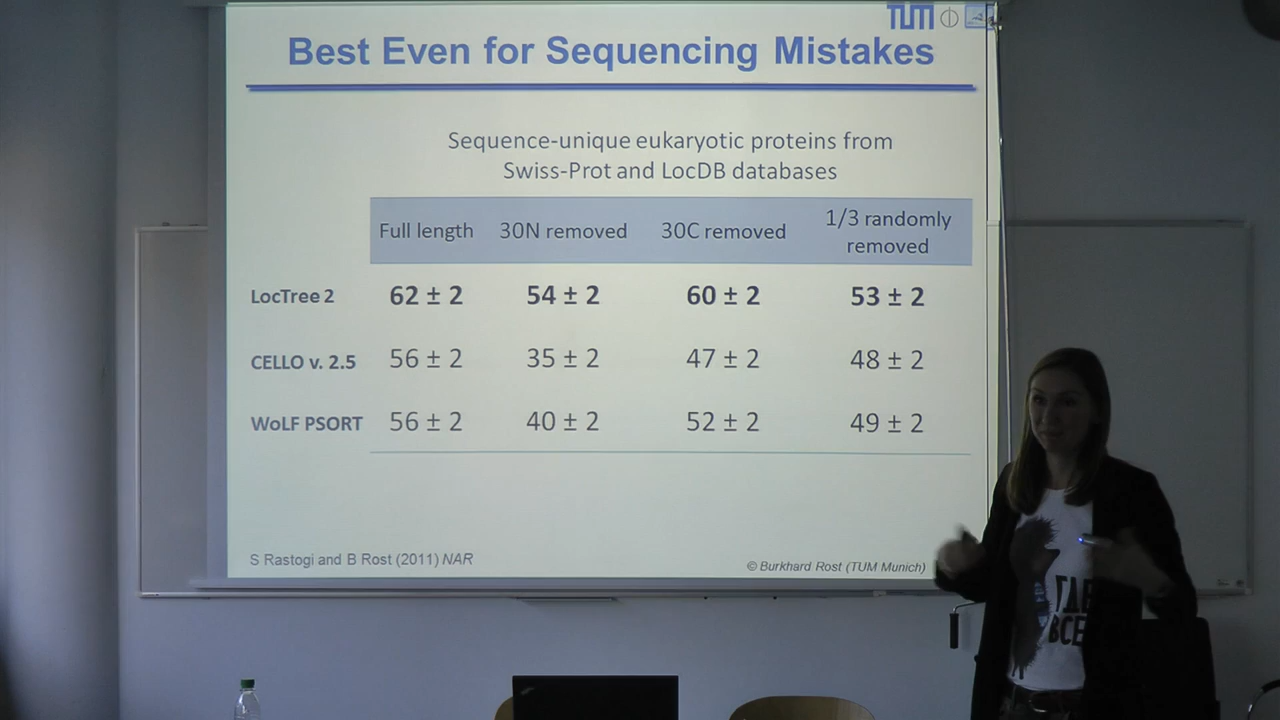 TUM
Best Even for Sequencing Mistakes
Sequence-unique eukaryotic proteins from
Swiss-Prot and LocDB databases
Full length 30N removed 30C removed 1/3 randomly removed
LocTree 2 62 ± 2 54 ± 2 60 ± 2 53 ± 2
CELLO v. 2.5 56 ± 2 35 ± 2 47 ± 2 48 ± 2
WoLF PSORT 56 ± 2 40 ± 2 52 ± 2 49 ± 2
S Rastogi and B Rost (2011) NAR
© Burkhard Rost (TUM Munich)
ГДЕ
ВСЕ